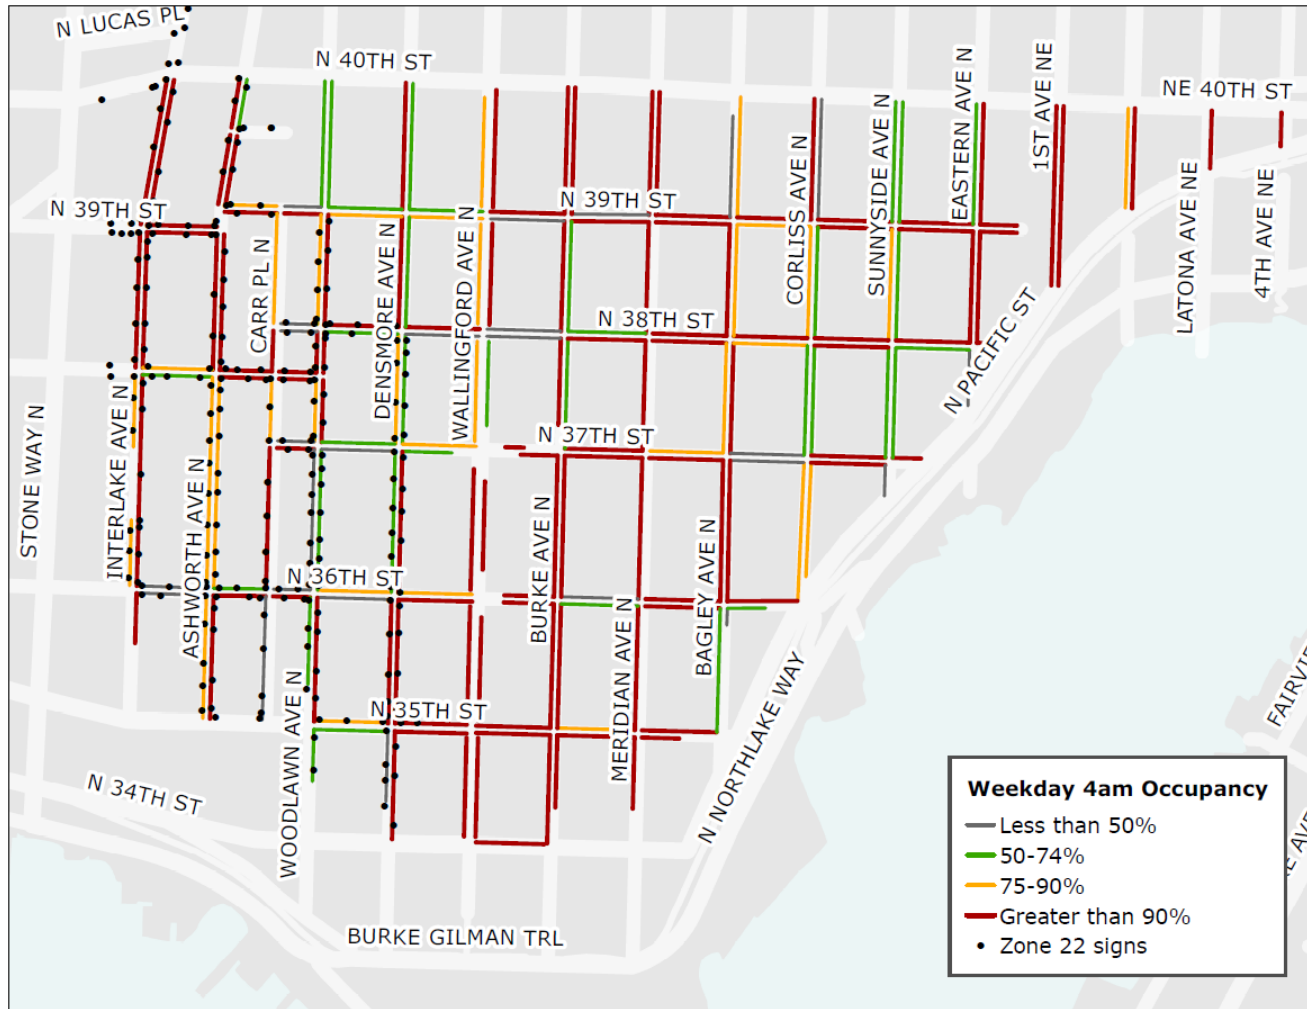 N LUCAS PL
N 40TH ST
NE 40TH ST
EASTERN AVE N
1ST AVE NE
SUNNYSIDE AVE N
CORLISS AVE N
LATONA AVE NE
4TH AVE NE
N 39TH ST
N 39TH ST
CARR PL N
DENSMORE AVE N
WALLINGFORD AVE N
N 38TH ST
N PACIFIC ST
STONE WAY N
INTERLAKE AVE N
ASHWORTH AVE N
N 37TH ST
N 36TH ST
BURKE AVE N
MERIDIAN AVE N
BAGLEY AVE N
WOODLAWN AVE N
N 35TH ST
N NORTHLAKE WAY
N 34TH ST
BURKE GILMAN TRL
Weekday 4am Occupancy
Less than 50%
50-74%
75-90%
Greater than 90%
Zone 22 signs